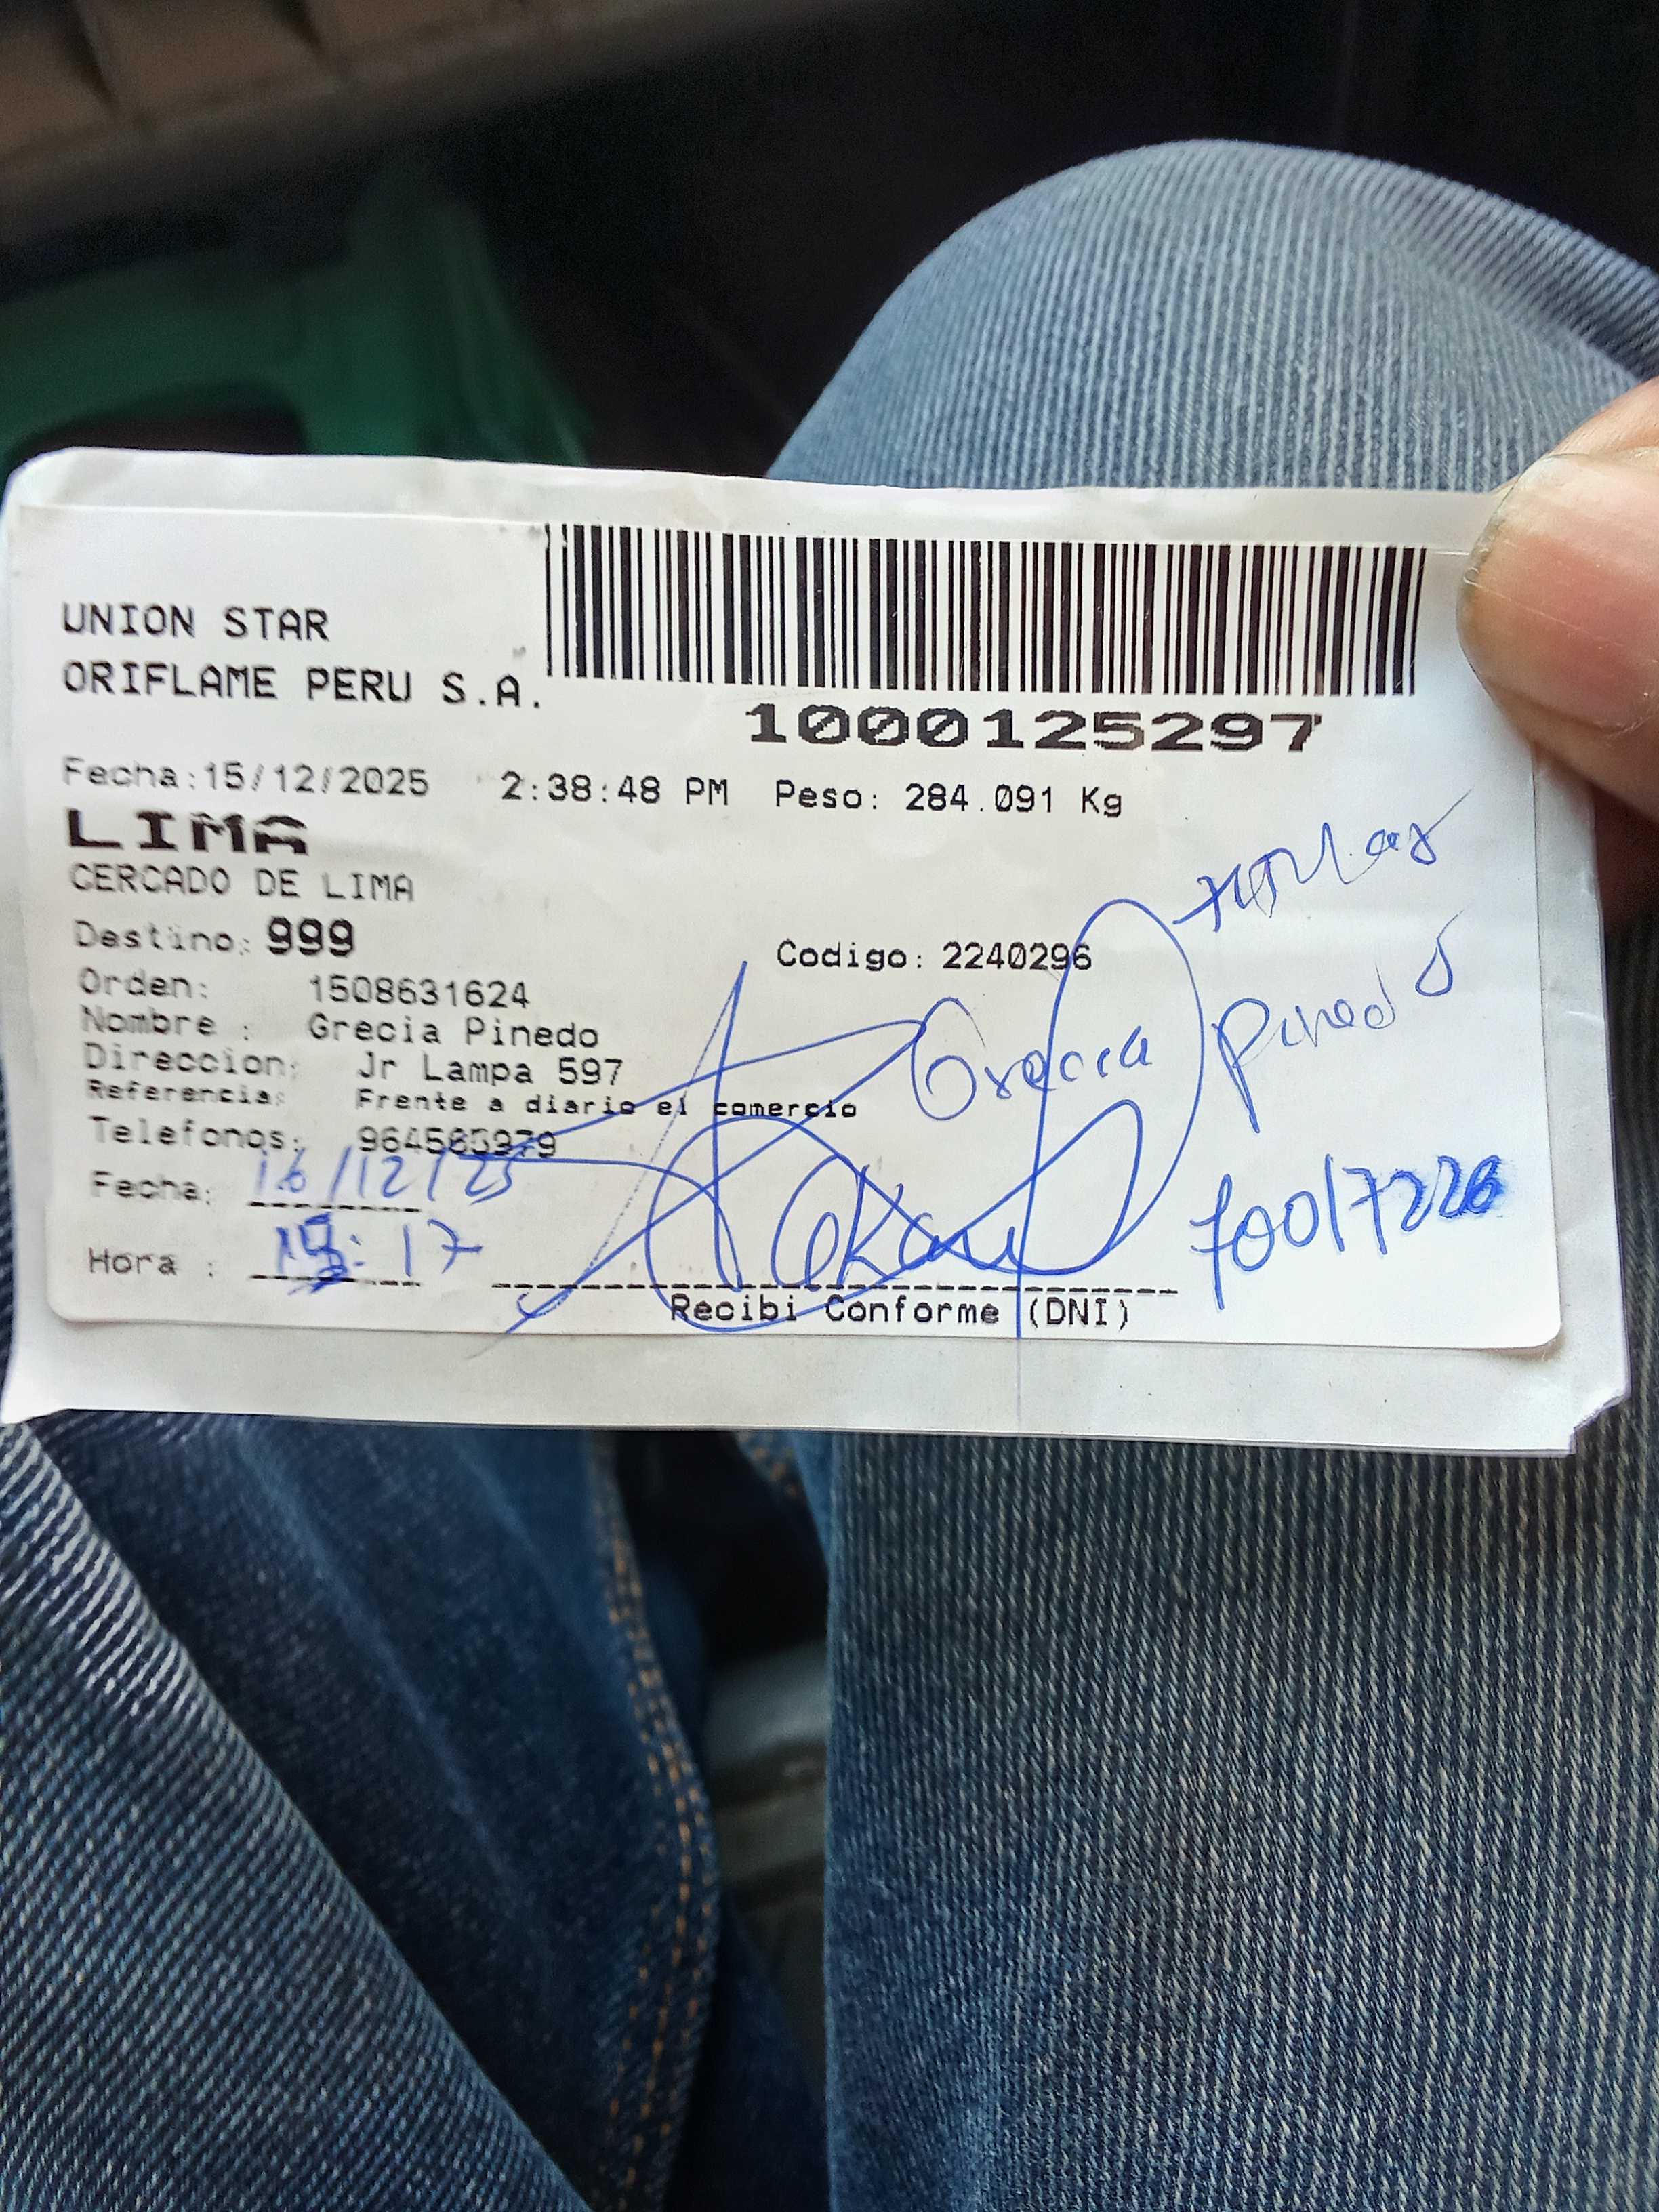 UNION STAR
ORIFLAME PERU S.A.
1000125297
Fecha:15/12/2025 2:38:48 PM Peso: 284.091 Kg
LIMA
CERCADO DE LIMA
Destino: 999
Codigo: 2240296
Orden: 1508631624
Nombre : Grecia Pinedo
Direccion: Jr Lampa 597
Referencia: Frente a diario el comercio
Telefonos: 964565979
Grecia Pinedo
Fecha: 16/12/25
Hora : 17
70017226
Recibi Conforme (DNI)